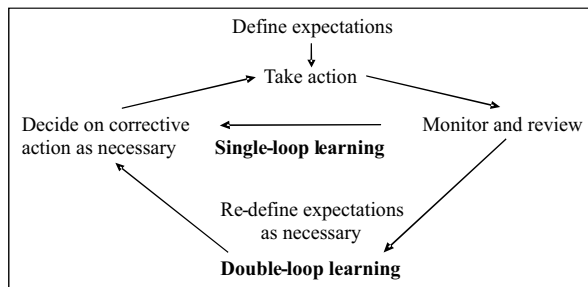 Define expectations
Take action
Decide on corrective
action as necessary
Single-loop learning
Monitor and review
Re-define expectations
as necessary
Double-loop learning